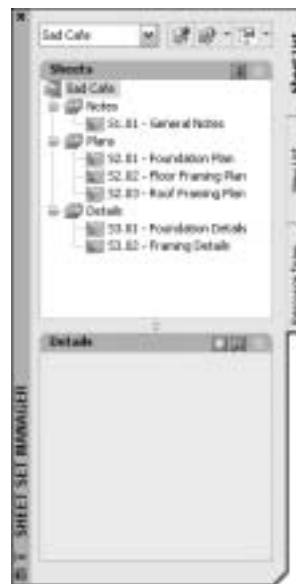 Sad Cafe
Sheets
Sad Cafe
Notes
S1.01 - General Notes
Plans
S2.01 - Foundation Plan
S2.02 - Floor Framing Plan
S2.03 - Roof Framing Plan
Details
S3.01 - Foundation Details
S3.02 - Framing Details
Details
SHEET SET MANAGER
Sheet List